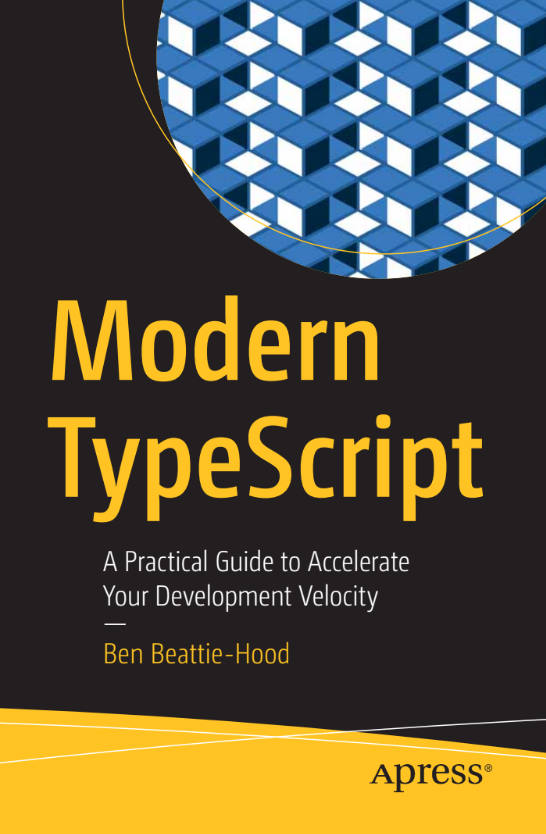 Modern
TypeScript
A Practical Guide to Accelerate
Your Development Velocity
Ben Beattie-Hood
Apress®